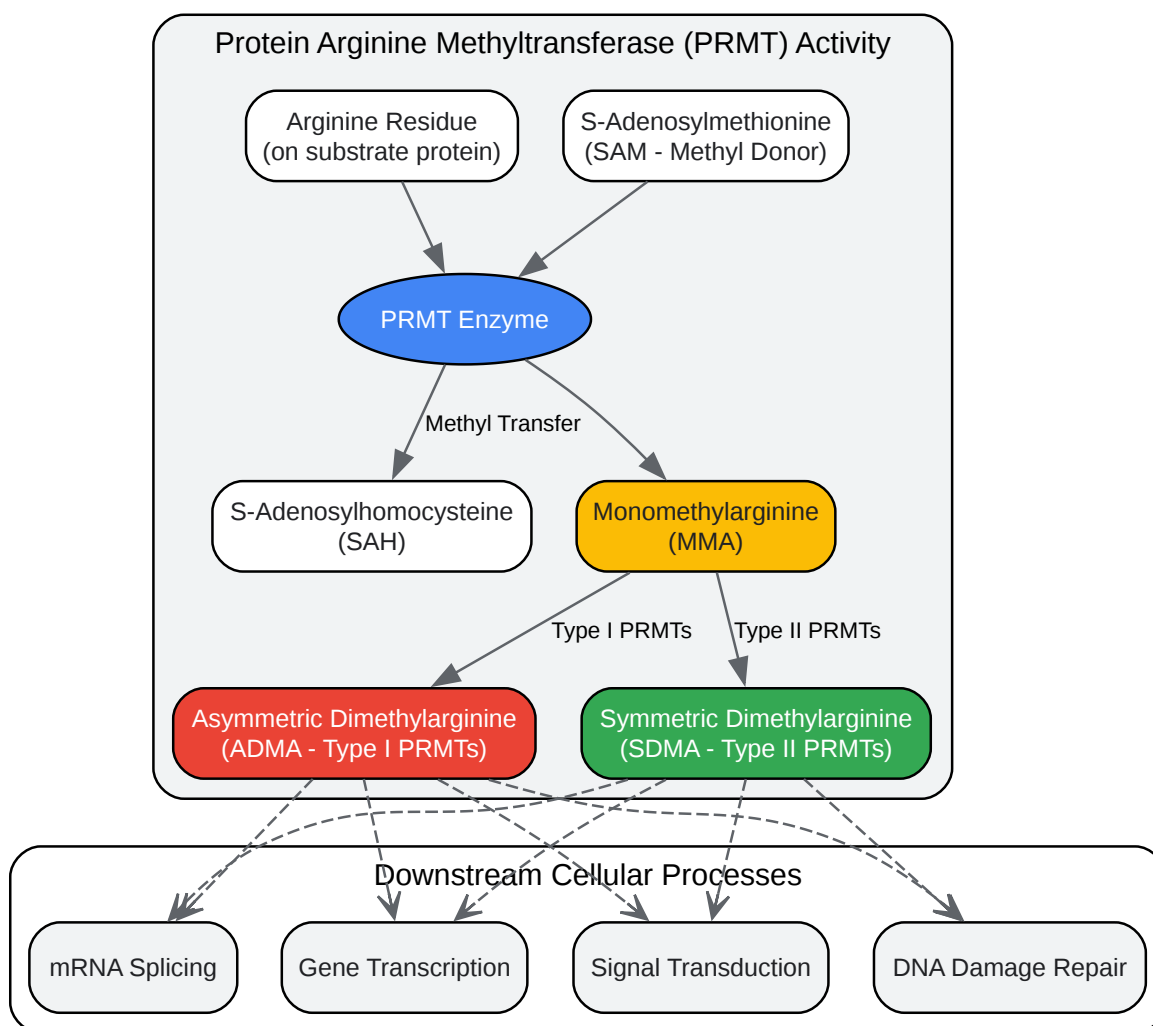 Protein Arginine Methyltransferase (PRMT) Activity
Arginine Residue
(on substrate protein)
S-Adenosylmethionine
(SAM - Methyl Donor)
PRMT Enzyme
Methyl Transfer
S-Adenosylhomocysteine
(SAH)
Monomethylarginine
(MMA)
Type I PRMTs
Type II PRMTs
Asymmetric Dimethylarginine
(ADMA - Type I PRMTs)
Symmetric Dimethylarginine
(SDMA - Type II PRMTs)
Downstream Cellular Processes
mRNA Splicing
Gene Transcription
Signal Transduction
DNA Damage Repair